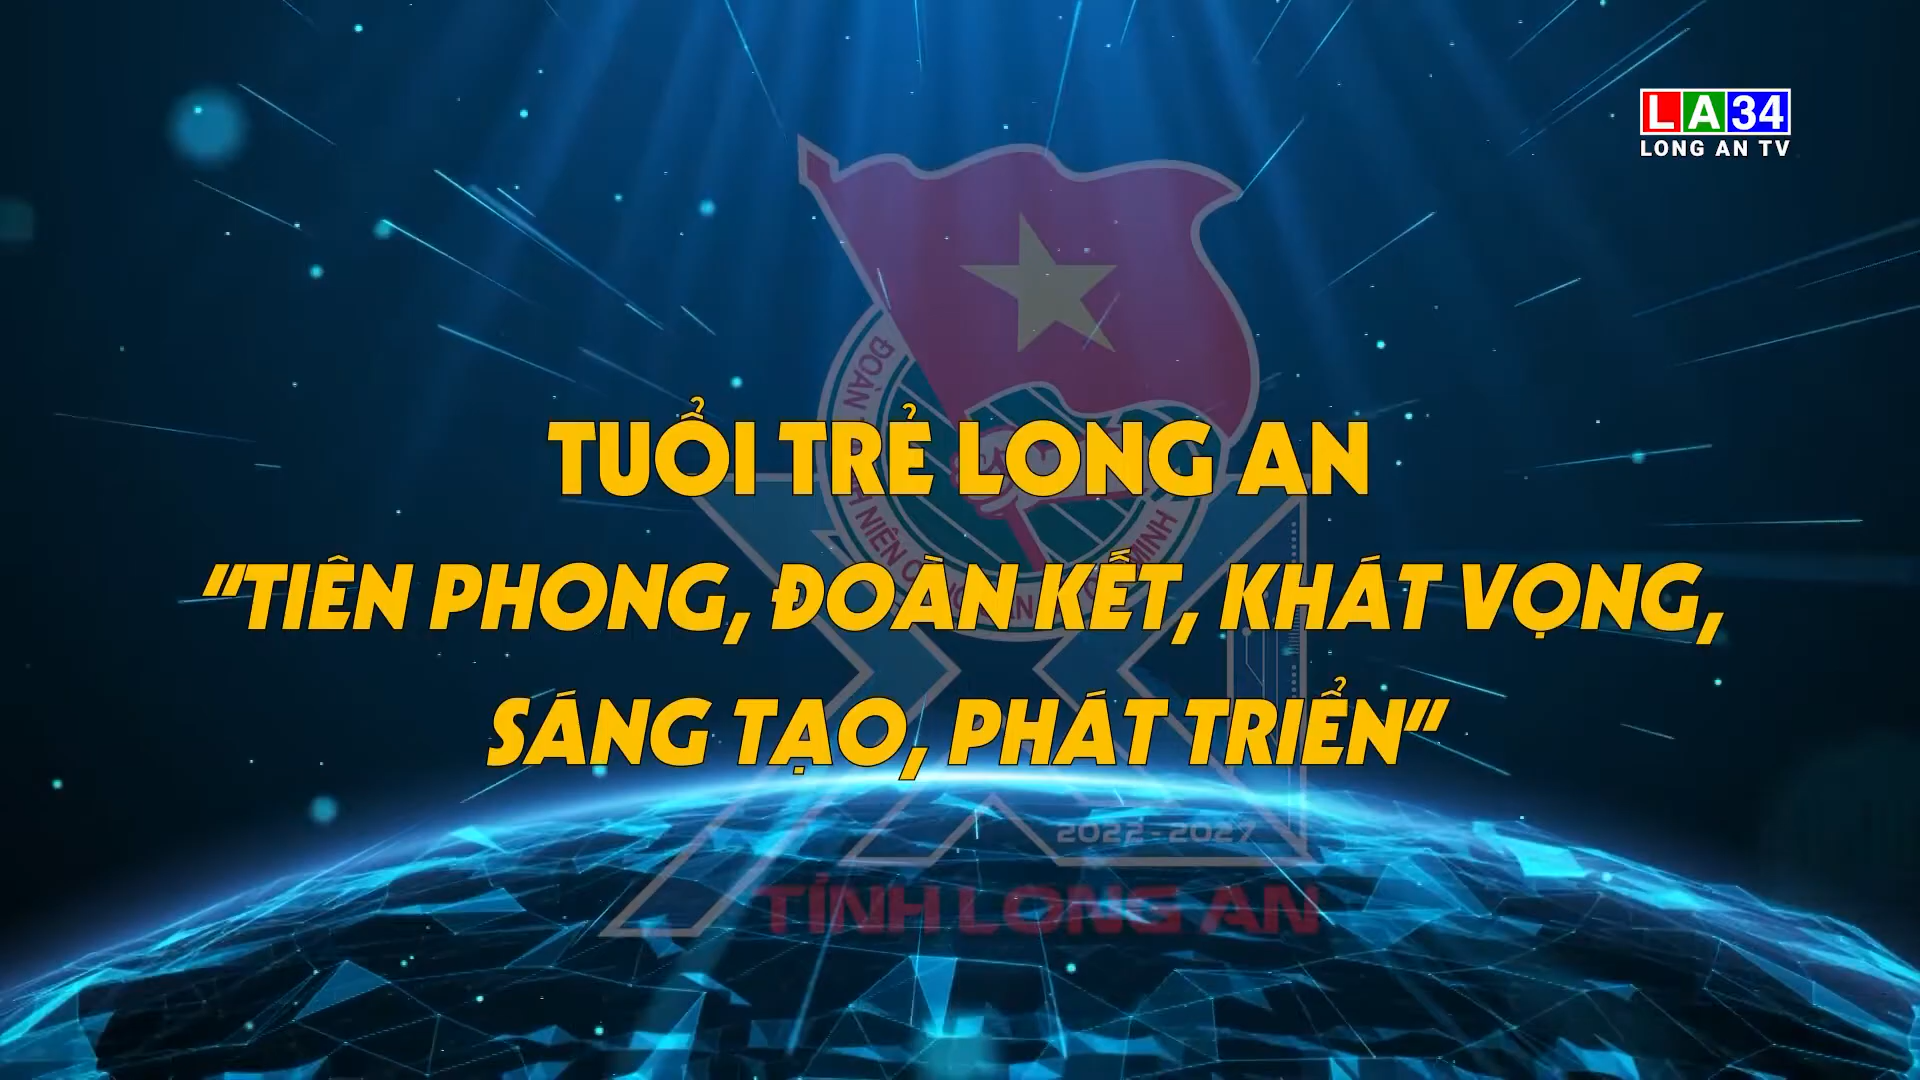 LA34
LONG AN TV
TUỔI TRẺ LONG AN
“TIÊN PHONG, ĐOÀN KẾT, KHÁT VỌNG,
SÁNG TẠO, PHÁT TRIỂN“
2022-2027
TỈNH LONG AN